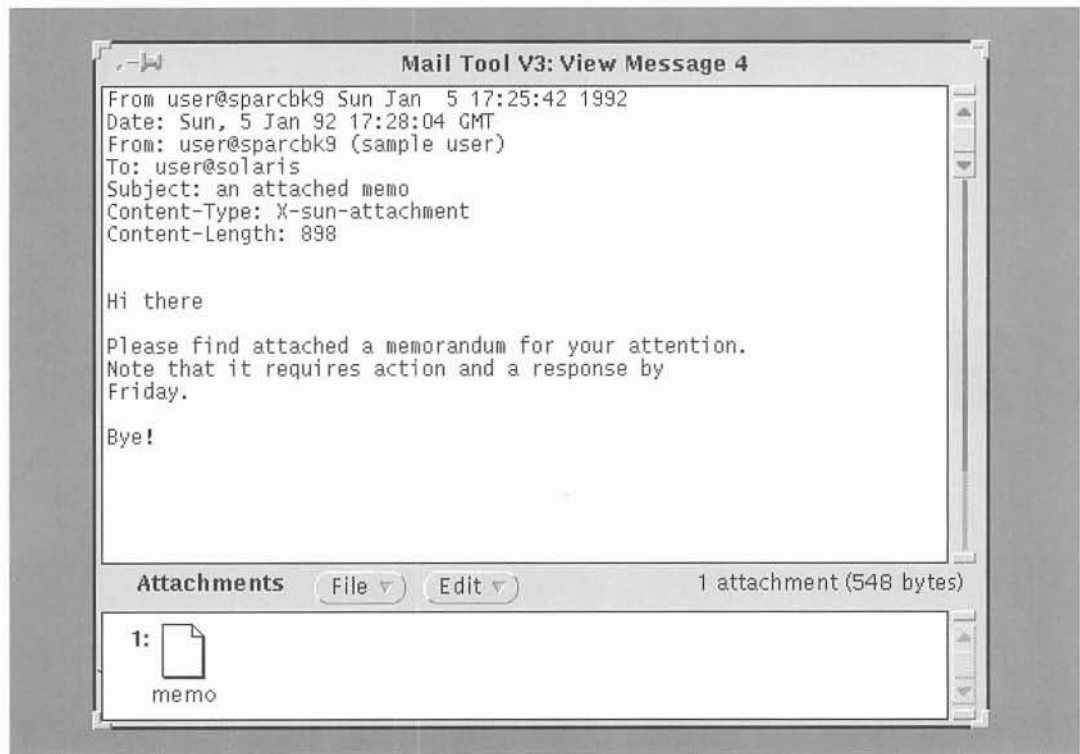 Mail Tool V3: View Message 4
From user@sparcbk9 Sun Jan  5 17:25:42 1992
Date: Sun, 5 Jan 92 17:28:04 GMT
From: user@sparcbk9 (sample user)
To: user@solaris
Subject: an attached memo
Content-Type: X-sun-attachment
Content-Length: 898
Hi there
Please find attached a memorandum for your attention.
Note that it requires action and a response by
Friday.
Bye!
Attachments File Edit 1 attachment (548 bytes)
1:
memo